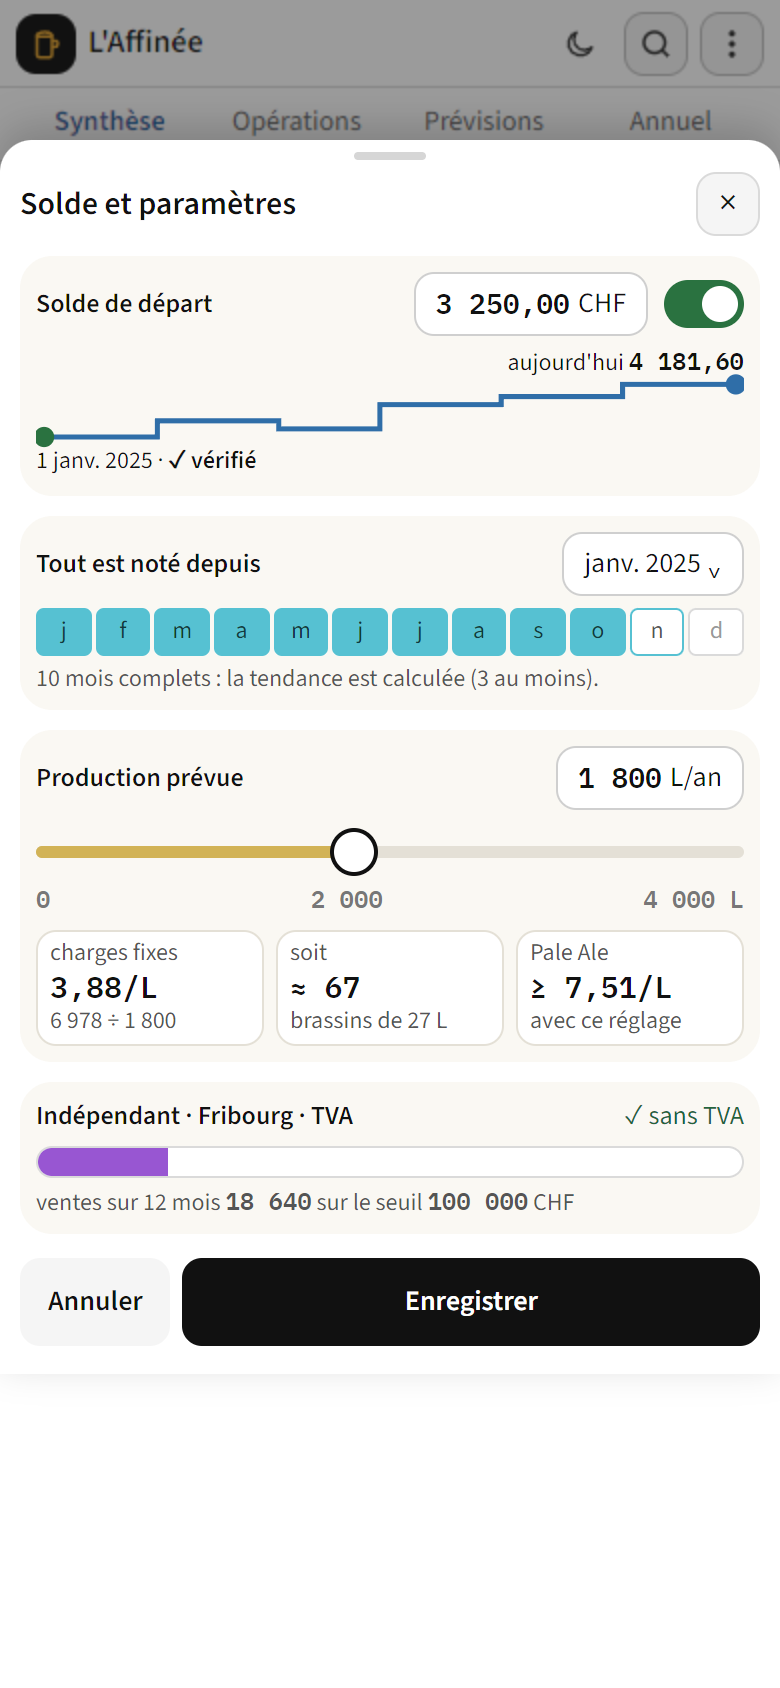 L'Affinée
Synthèse Opérations Prévisions Annuel
Solde et paramètres ×
Solde de départ 3 250,00 CHF
aujourd'hui 4 181,60
1 janv. 2025 · ✓ vérifié
Tout est noté depuis janv. 2025 v
j f m a m j j a s o n d
10 mois complets : la tendance est calculée (3 au moins).
Production prévue 1 800 L/an
0 2 000 4 000 L
charges fixes soit Pale Ale
3,88/L ≈ 67 ≥ 7,51/L
6 978 ÷ 1 800 brassins de 27 L avec ce réglage
Indépendant · Fribourg · TVA ✓ sans TVA
ventes sur 12 mois 18 640 sur le seuil 100 000 CHF
Annuler Enregistrer